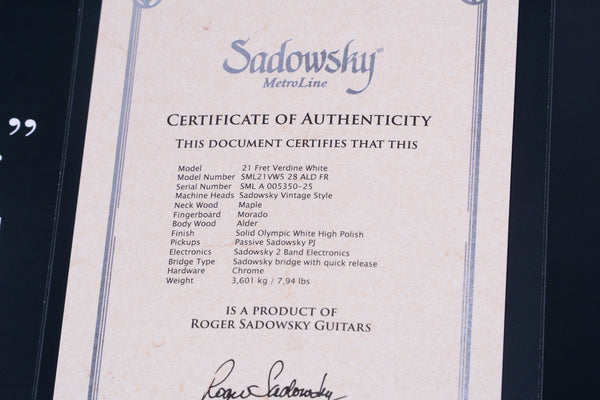 Sadowsky®
MetroLine
CERTIFICATE OF AUTHENTICITY
THIS DOCUMENT CERTIFIES THAT THIS
Model 21 Fret Verdine White
Model Number SML21VW5 28 ALD FR
Serial Number SML A 005350-25
Machine Heads Sadowsky Vintage Style
Neck Wood Maple
Fingerboard Morado
Body Wood Alder
Finish Solid Olympic White High Polish
Pickups Passive Sadowsky PJ
Electronics Sadowsky 2 Band Electronics
Bridge Type Sadowsky bridge with quick release
Hardware Chrome
Weight 3,601 kg / 7.94 lbs
IS A PRODUCT OF
ROGER SADOWSKY GUITARS
Roger Sadowsky
”